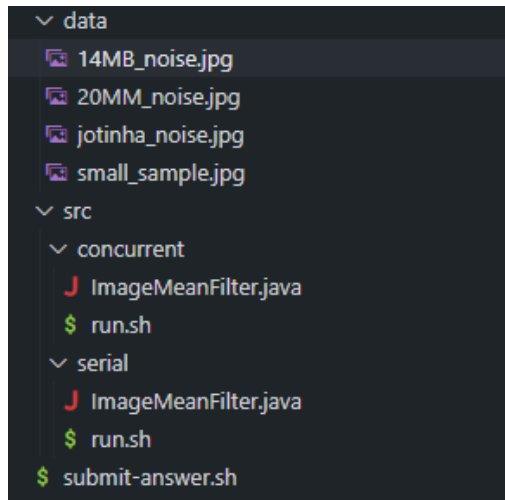 data
14MB_noise.jpg
20MM_noise.jpg
jotinha_noise.jpg
small_sample.jpg
src
concurrent
J ImageMeanFilter.java
$ run.sh
serial
J ImageMeanFilter.java
$ run.sh
$ submit-answer.sh